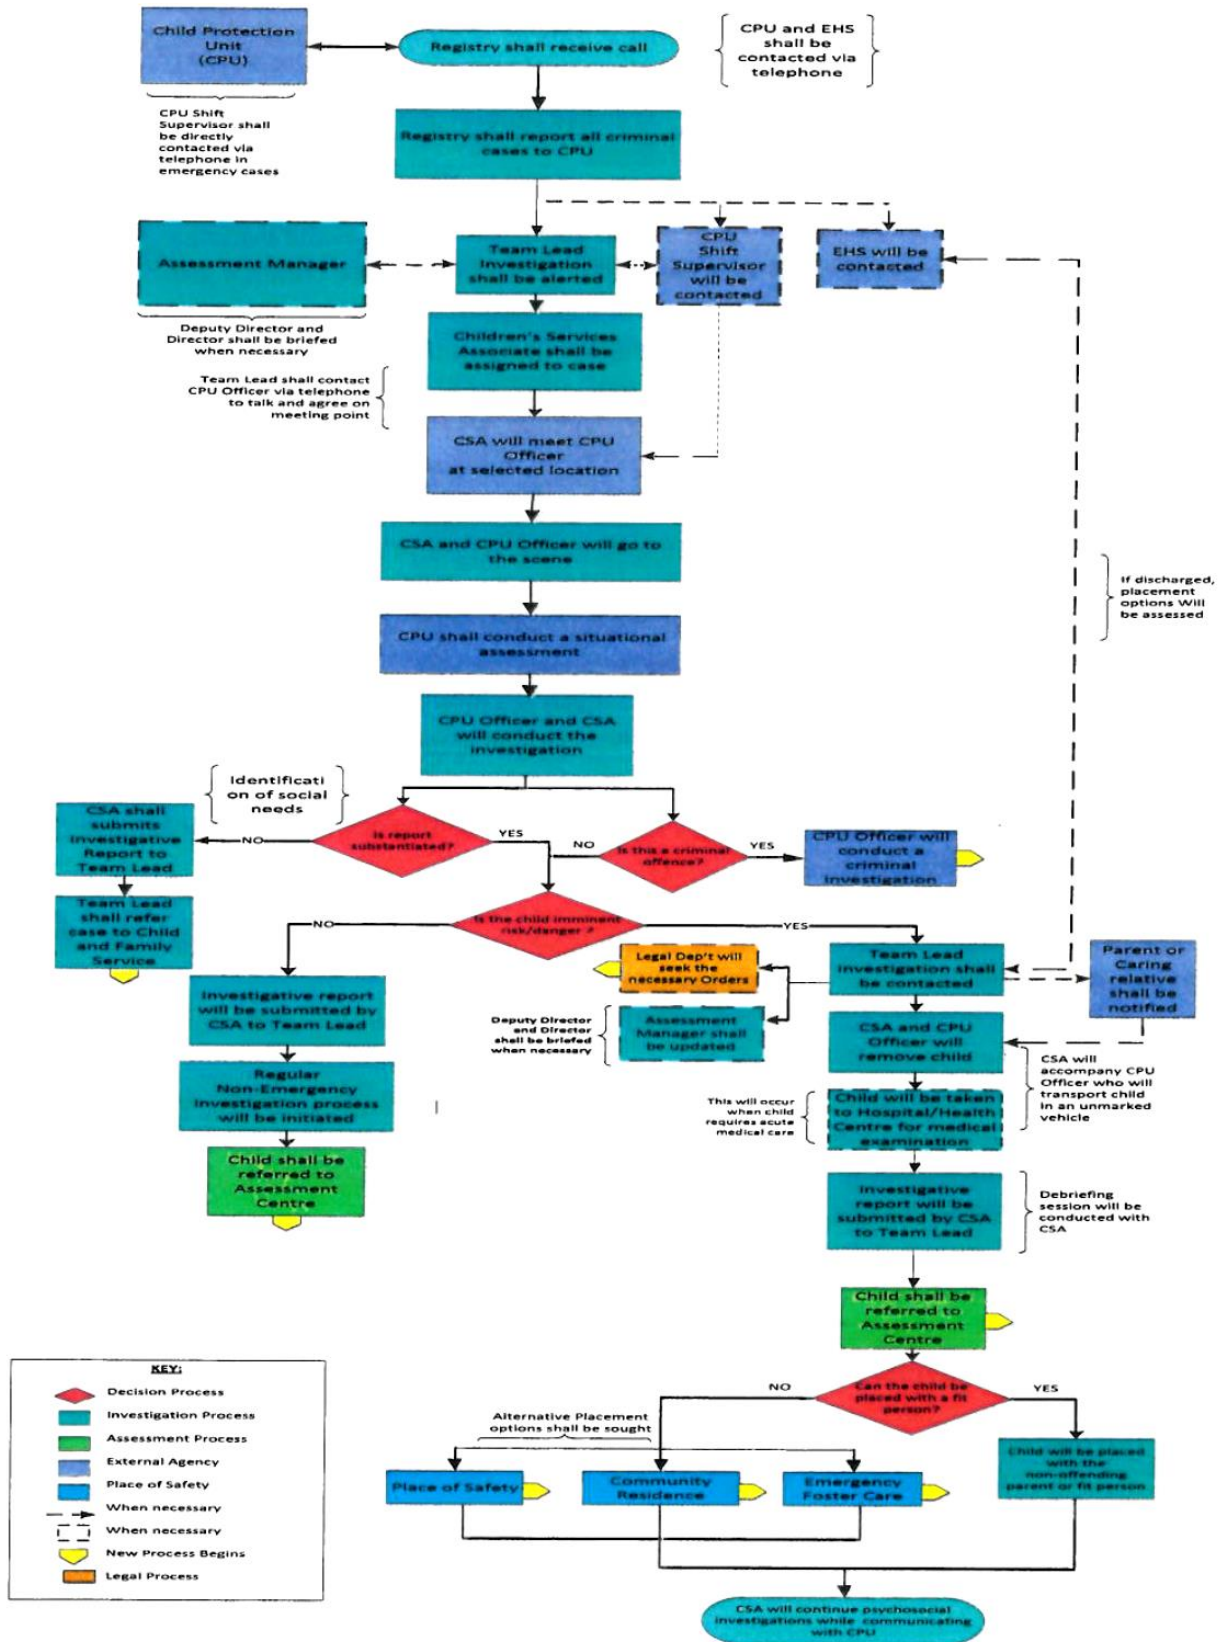 Child Protection
Unit
(CPU)
Registry shall receive call
CPU and EHS
shall be
contacted via
telephone
CPU Shift
Supervisor shall
be directly
contacted via
telephone in
emergency cases
Registry shall report all criminal
cases to CPU
Assessment Manager
Team Lead
Investigation
shall be alerted
CPU
Shift
Supervisor
will be
contacted
EHS will be
contacted
Deputy Director and
Director shall be briefed
when necessary
Children's Services
Associate shall be
assigned to case
Team Lead shall contact
CPU Officer via telephone
to talk and agree on
meeting point
CSA will meet CPU
Officer
at selected location
CSA and CPU Officer will go to
the scene
If discharged,
placement
options Will
be assessed
CPU shall conduct a situational
assessment
CPU Officer and CSA
will conduct the
investigation
Identificati
on of social
needs
CSA shall
submits
Investigative
Report to
Team Lead
NO
Is report
substantiated?
YES
NO
Is this a criminal
offence?
YES
CPU Officer will
conduct a
criminal
investigation
Team Lead
shall refer
case to Child
and Family
Service
NO
Is the child imminent
risk/danger ?
YES
Legal Dep't will
seek the
necessary Orders
Team Lead
investigation shall
be contacted
Parent or
Caring
relative
shall be
notified
Investigative report
will be submitted by
CSA to Team Lead
Deputy Director
and Director
shall be briefed
when necessary
Assessment
Manager shall
be updated
CSA and CPU
Officer will
remove child
CSA will
accompany CPU
Officer who will
transport child
in an unmarked
vehicle
Regular
Non-Emergency
investigation process
will be initiated
This will occur
when child
requires acute
medical care
Child will be taken
to Hospital/Health
Centre for medical
examination
Child shall be
referred to
Assessment
Centre
Investigative
report will be
submitted by CSA
to Team Lead
Debriefing
session will be
conducted with
CSA
Child shall be
referred to
Assessment
Centre
KEY:
Decision Process
Investigation Process
Assessment Process
External Agency
Place of Safety
When necessary
When necessary
New Process Begins
Legal Process
NO
Can the child be
placed with a fit
person?
YES
Alternative Placement
options shall be sought
Place of Safety
Community
Residence
Emergency
Foster Care
Child will be placed
with the
non-offending
parent or fit person
CSA will continue psychosocial
investigations while communicating
with CPU